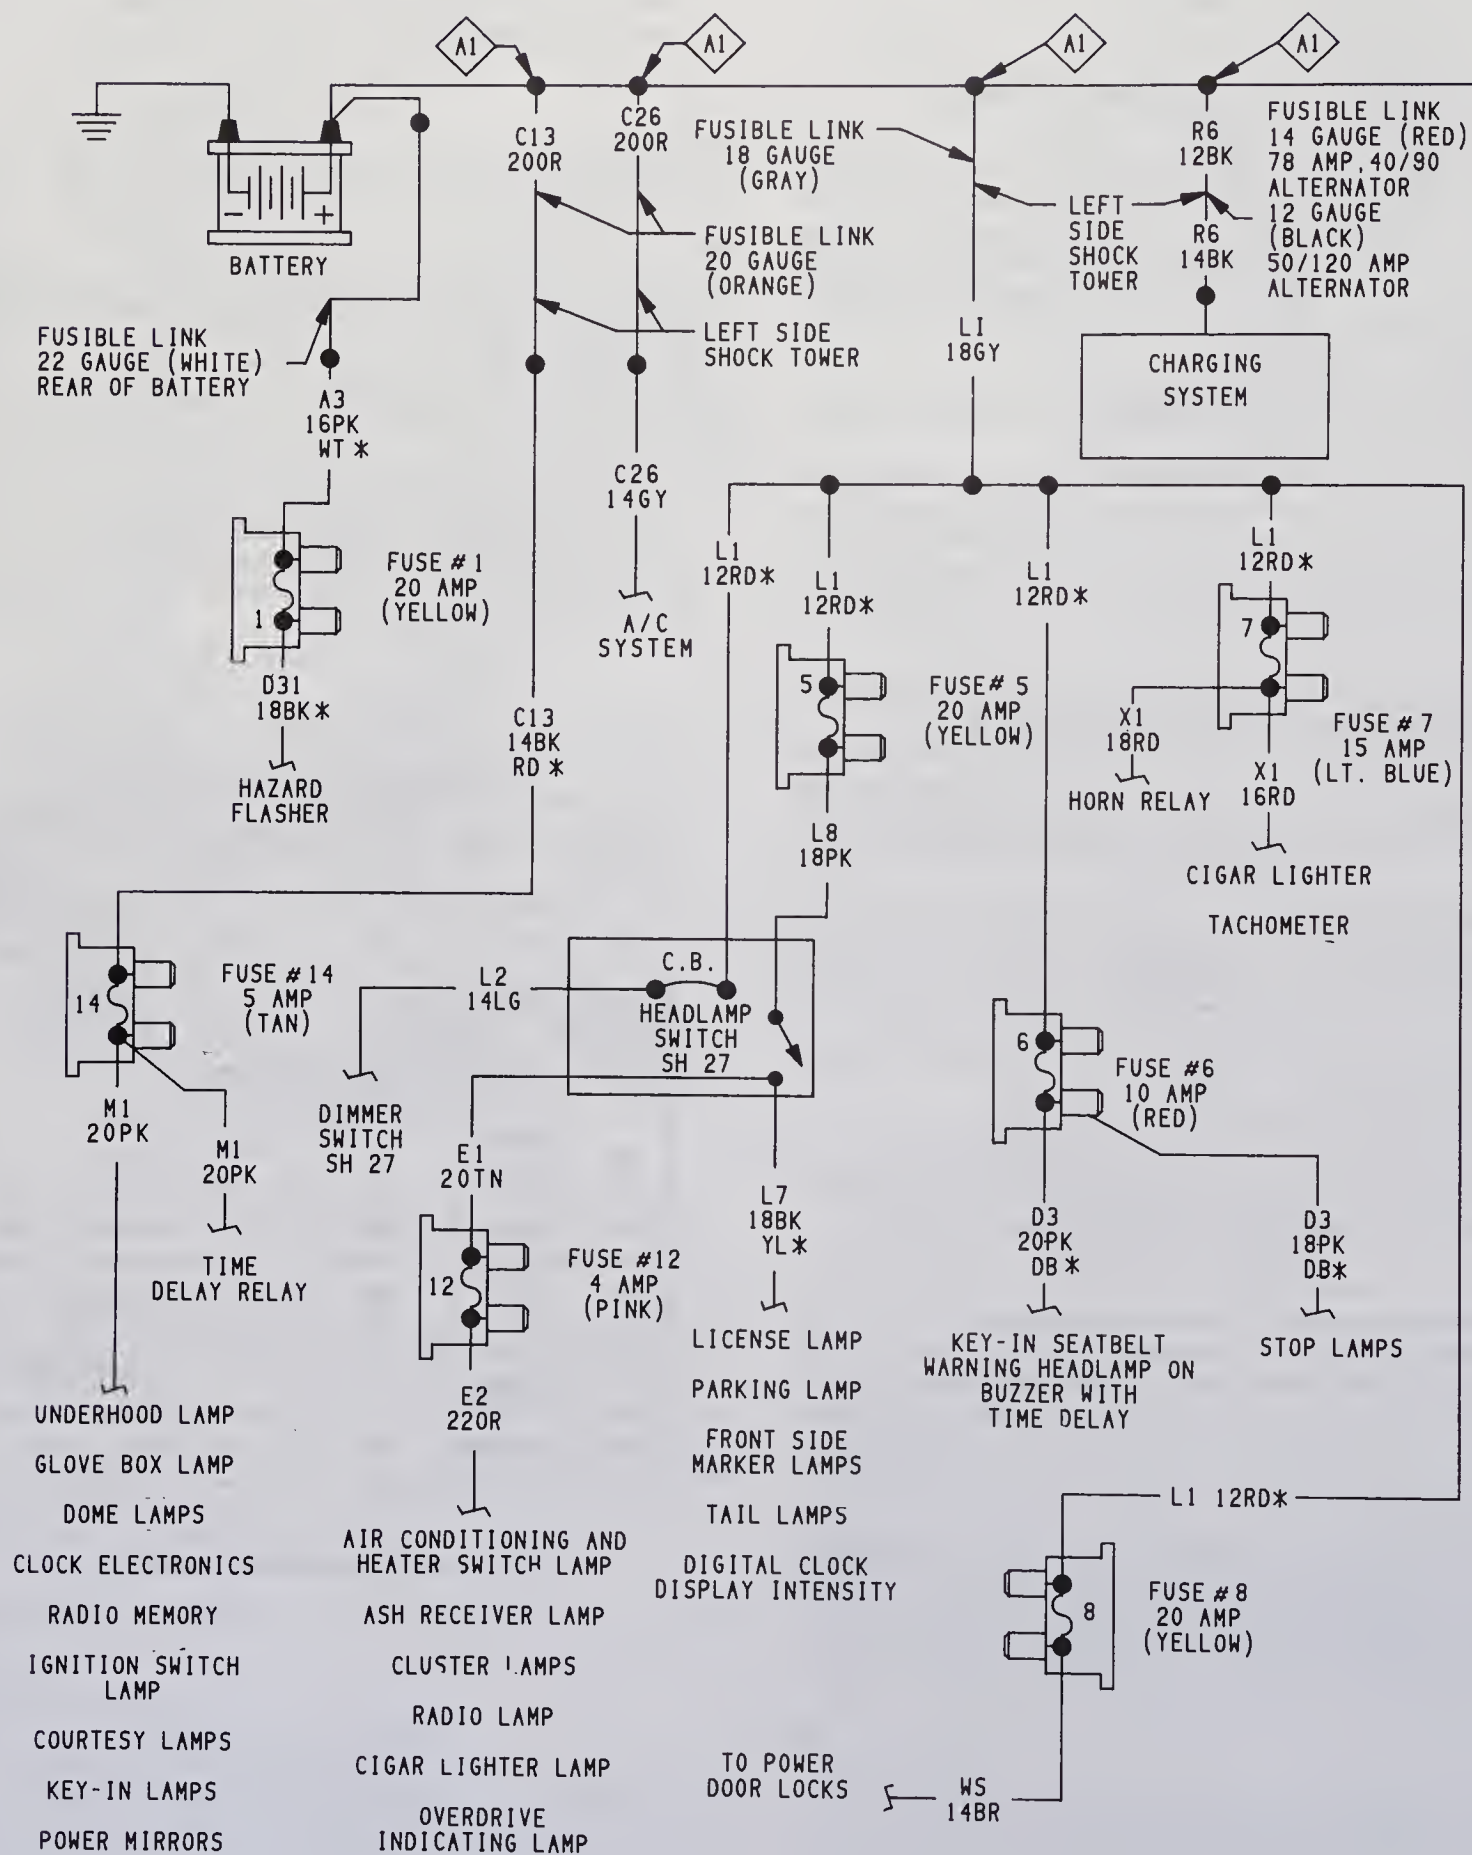 A1
A1
A1
A1
C13
200R
C26
200R
FUSIBLE LINK
18 GAUGE
(GRAY)
R6
12BK
FUSIBLE LINK
14 GAUGE (RED)
78 AMP, 40/90
ALTERNATOR
12 GAUGE
(BLACK)
50/120 AMP
ALTERNATOR
LEFT
SIDE
SHOCK
TOWER
R6
14BK
- +
BATTERY
FUSIBLE LINK
20 GAUGE
(ORANGE)
LEFT SIDE
SHOCK TOWER
LI
18GY
CHARGING
SYSTEM
FUSIBLE LINK
22 GAUGE (WHITE)
REAR OF BATTERY
A3
16PK
WT*
C26
14GY
A/C
SYSTEM
FUSE #1
20 AMP
(YELLOW)
1
D31
18BK*
HAZARD
FLASHER
C13
14BK
RD*
L1
12RD*
L1
12RD*
L1
12RD*
L1
12RD*
5
FUSE# 5
20 AMP
(YELLOW)
7
FUSE #7
15 AMP
(LT. BLUE)
X1
18RD
HORN RELAY
X1
16RD
CIGAR LIGHTER
TACHOMETER
L8
18PK
14
FUSE #14
5 AMP
(TAN)
L2
14LG
C.B.
HEADLAMP
SWITCH
SH 27
DIMMER
SWITCH
SH 27
6
FUSE #6
10 AMP
(RED)
M1
20PK
M1
20PK
TIME
DELAY RELAY
E1
20TN
12
FUSE #12
4 AMP
(PINK)
L7
18BK
YL*
D3
20PK
DB*
D3
18PK
DB*
KEY-IN SEATBELT
WARNING HEADLAMP ON
BUZZER WITH
TIME DELAY
STOP LAMPS
E2
220R
UNDERHOOD LAMP
GLOVE BOX LAMP
DOME LAMPS
CLOCK ELECTRONICS
RADIO MEMORY
IGNITION SWITCH
LAMP
COURTESY LAMPS
KEY-IN LAMPS
POWER MIRRORS
AIR CONDITIONING AND
HEATER SWITCH LAMP
ASH RECEIVER LAMP
CLUSTER LAMPS
RADIO LAMP
CIGAR LIGHTER LAMP
OVERDRIVE
INDICATING LAMP
LICENSE LAMP
PARKING LAMP
FRONT SIDE
MARKER LAMPS
TAIL LAMPS
DIGITAL CLOCK
DISPLAY INTENSITY
L1 12RD*
8
FUSE #8
20 AMP
(YELLOW)
TO POWER
DOOR LOCKS
WS
14BR